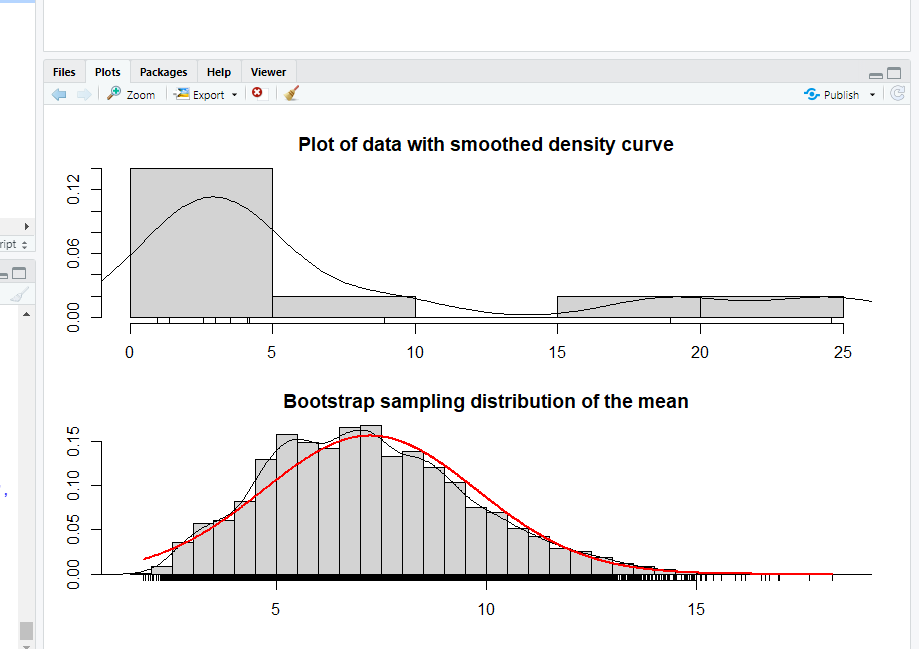 Files Plots Packages Help Viewer
Zoom Export Publish
Plot of data with smoothed density curve
0.12
0.06
0.00
0 5 10 15 20 25
ript
Bootstrap sampling distribution of the mean
0.15
0.10
0.05
0.00
5 10 15